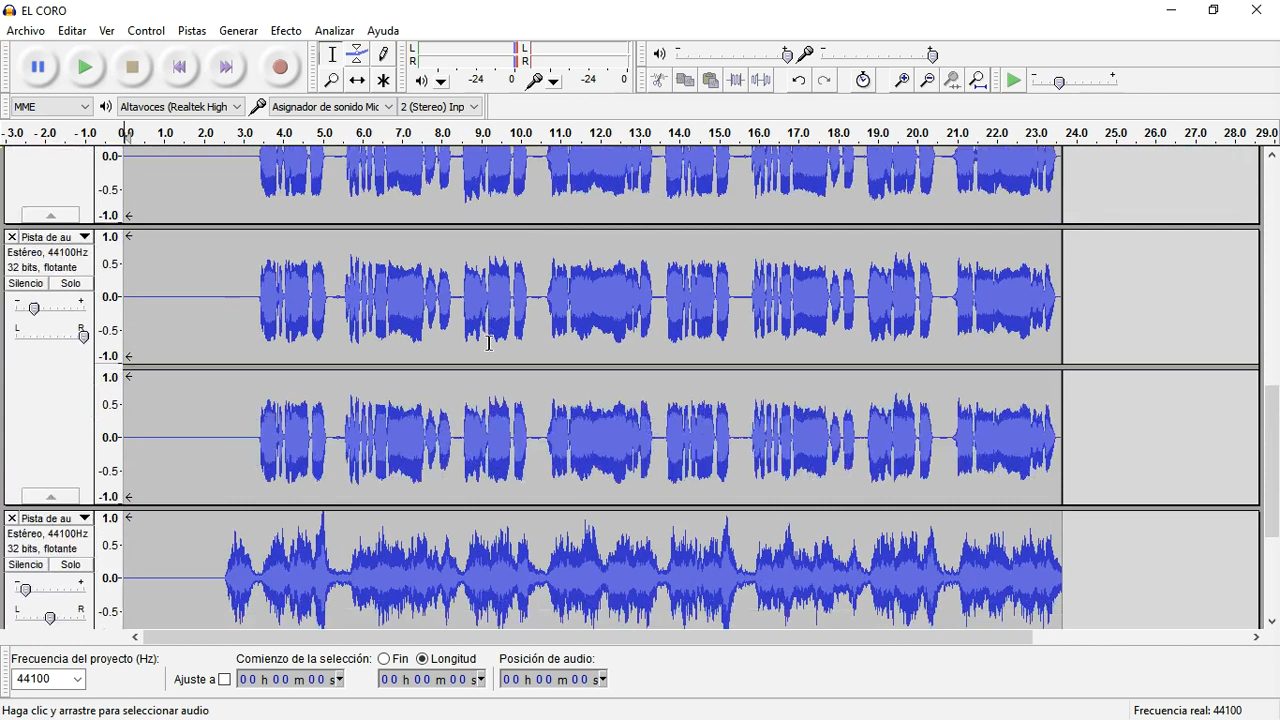 EL CORO
Archivo Editar Ver Control Pistas Generar Efecto Analizar Ayuda
L
R
-24 0
L
R
-24 0
MME
Altavoces (Realtek High
Asignador de sonido Mic
2 (Stereo) Inp
- 3.0 -2.0 -1.0 0.0 1.0 2.0 3.0 4.0 5.0 6.0 7.0 8.0 9.0 10.0 11.0 12.0 13.0 14.0 15.0 16.0 17.0 18.0 19.0 20.0 21.0 22.0 23.0 24.0 25.0 26.0 27.0 28.0 29.0
0.0
-0.5
-1.0
Pista de au
Estéreo, 44100Hz
32 bits, flotante
Silencio Solo
- +
L R
1.0
0.5
0.0
-0.5
-1.0
1.0
0.5
0.0
-0.5
-1.0
Pista de au
Estéreo, 44100Hz
32 bits, flotante
Silencio Solo
- +
L R
1.0
0.5
0.0
-0.5
Frecuencia del proyecto (Hz):
44100
Ajuste a
Comienzo de la selección:
00 h 00 m 00 s
Fin Longitud
00 h 00 m 00 s
Posición de audio:
00 h 00 m 00 s
Haga clic y arrastre para seleccionar audio
Frecuencia real: 44100